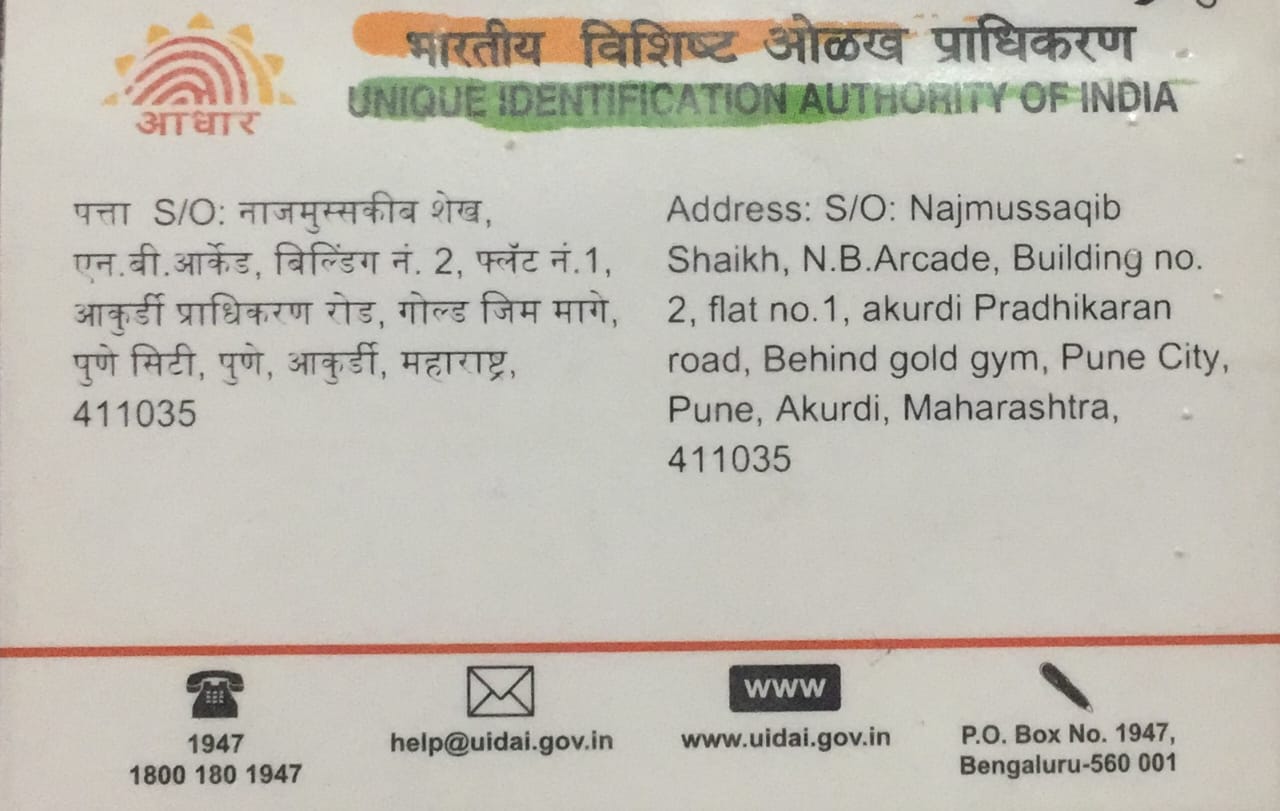 भारतीय विशिष्ट ओळख प्राधिकरण
UNIQUE IDENTIFICATION AUTHORITY OF INDIA
आधार
पत्ता S/O: नाजमुस्सकीब शेख,
एन.बी.आर्केड, बिल्डिंग नं. 2, फ्लॅट नं.1,
आकुर्डी प्राधिकरण रोड, गोल्ड जिम मागे,
पुणे सिटी, पुणे, आकुर्डी, महाराष्ट्र,
411035
Address: S/O: Najmussaqib
Shaikh, N.B.Arcade, Building no.
2, flat no.1, akurdi Pradhikaran
road, Behind gold gym, Pune City,
Pune, Akurdi, Maharashtra,
411035
1947
1800 180 1947
help@uidai.gov.in
www
www.uidai.gov.in
P.O. Box No. 1947,
Bengaluru-560 001